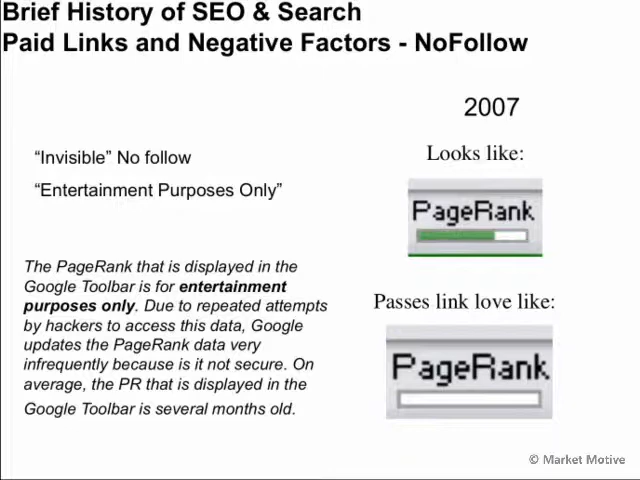 Brief History of SEO & Search
Paid Links and Negative Factors - NoFollow
2007
“Invisible” No follow
“Entertainment Purposes Only”
The PageRank that is displayed in the
Google Toolbar is for entertainment
purposes only. Due to repeated attempts
by hackers to access this data, Google
updates the PageRank data very
infrequently because is it not secure. On
average, the PR that is displayed in the
Google Toolbar is several months old.
Looks like:
PageRank
Passes link love like:
PageRank
© Market Motive